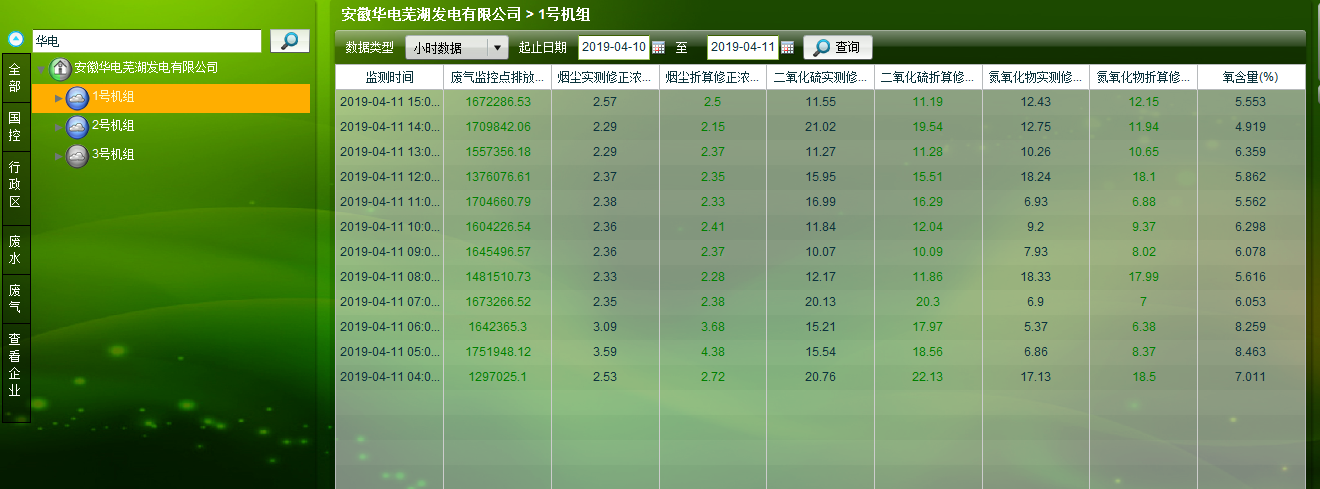 安徽华电芜湖发电有限公司 > 1号机组
华电
全部
国控
行政区
废水
废气
查看企业
安徽华电芜湖发电有限公司
1号机组
2号机组
3号机组
数据类型 小时数据 起止日期 2019-04-10 至 2019-04-11 查询
监测时间 废气监控点排放... 烟尘实测修正浓... 烟尘折算修正浓... 二氧化硫实测修... 二氧化硫折算修... 氮氧化物实测修... 氮氧化物折算修... 氧含量(%)
2019-04-11 15:0... 1672286.53 2.57 2.5 11.55 11.19 12.43 12.15 5.553
2019-04-11 14:0... 1709842.06 2.29 2.15 21.02 19.54 12.75 11.94 4.919
2019-04-11 13:0... 1557356.18 2.29 2.37 11.27 11.28 10.26 10.65 6.359
2019-04-11 12:0... 1376076.61 2.37 2.35 15.95 15.51 18.24 18.1 5.862
2019-04-11 11:0... 1704660.79 2.38 2.33 16.99 16.29 6.93 6.88 5.562
2019-04-11 10:0... 1604226.54 2.36 2.41 11.84 12.04 9.2 9.37 6.298
2019-04-11 09:0... 1645496.57 2.36 2.37 10.07 10.09 7.93 8.02 6.078
2019-04-11 08:0... 1481510.73 2.33 2.28 12.17 11.86 18.33 17.99 5.616
2019-04-11 07:0... 1673266.52 2.35 2.38 20.13 20.3 6.9 7 6.053
2019-04-11 06:0... 1642365.3 3.09 3.68 15.21 17.97 5.37 6.38 8.259
2019-04-11 05:0... 1751948.12 3.59 4.38 15.54 18.56 6.86 8.37 8.463
2019-04-11 04:0... 1297025.1 2.53 2.72 20.76 22.13 17.13 18.5 7.011